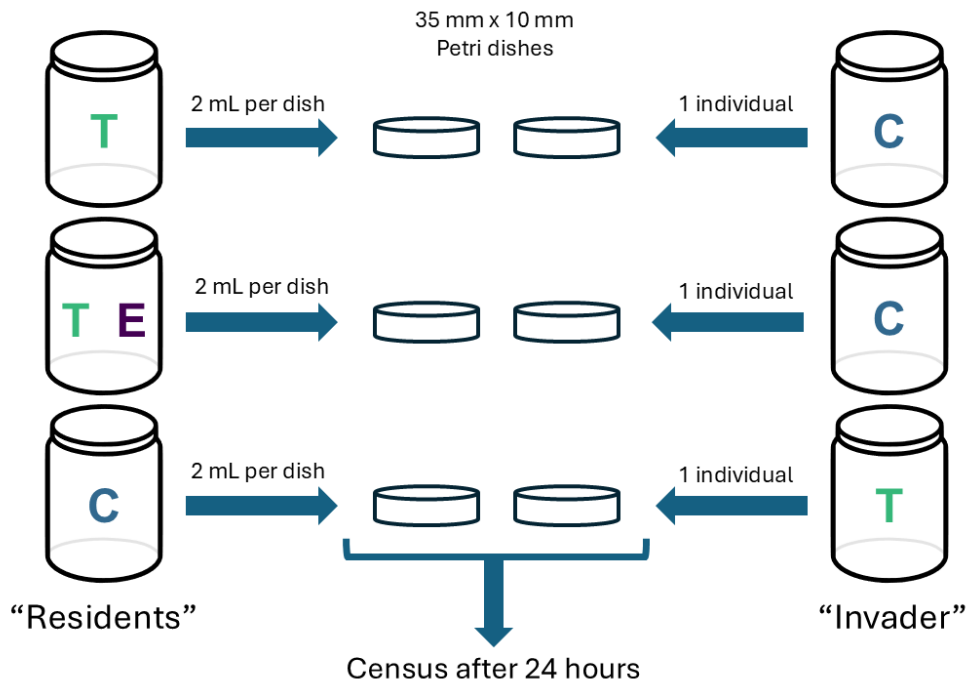 35 mm x 10 mm
Petri dishes
T
2 mL per dish
1 individual
C
T E
2 mL per dish
1 individual
C
C
2 mL per dish
1 individual
T
“Residents”
“Invader”
Census after 24 hours